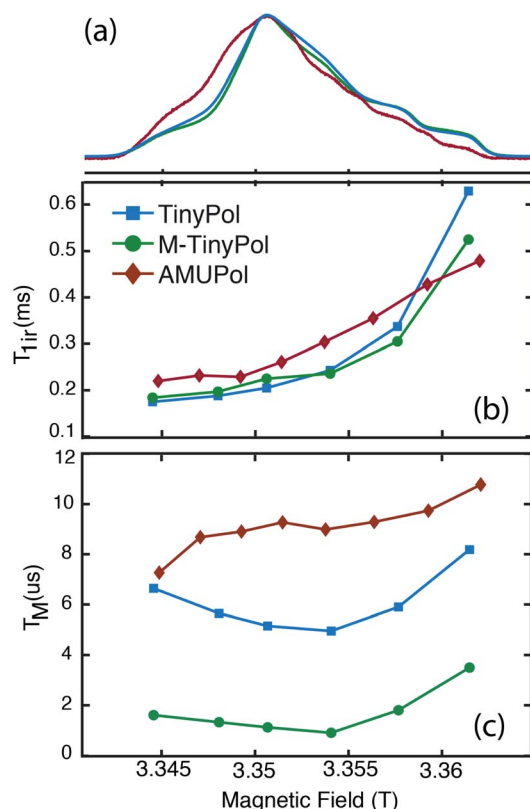 (a)
0.6
TinyPol
M-TinyPol
AMUPol
0.5
0.4
0.3
0.2
0.1
T1ir(ms)
(b)
12
10
8
6
4
2
0
TM(us)
(c)
3.345
3.35
3.355
3.36
Magnetic Field (T)